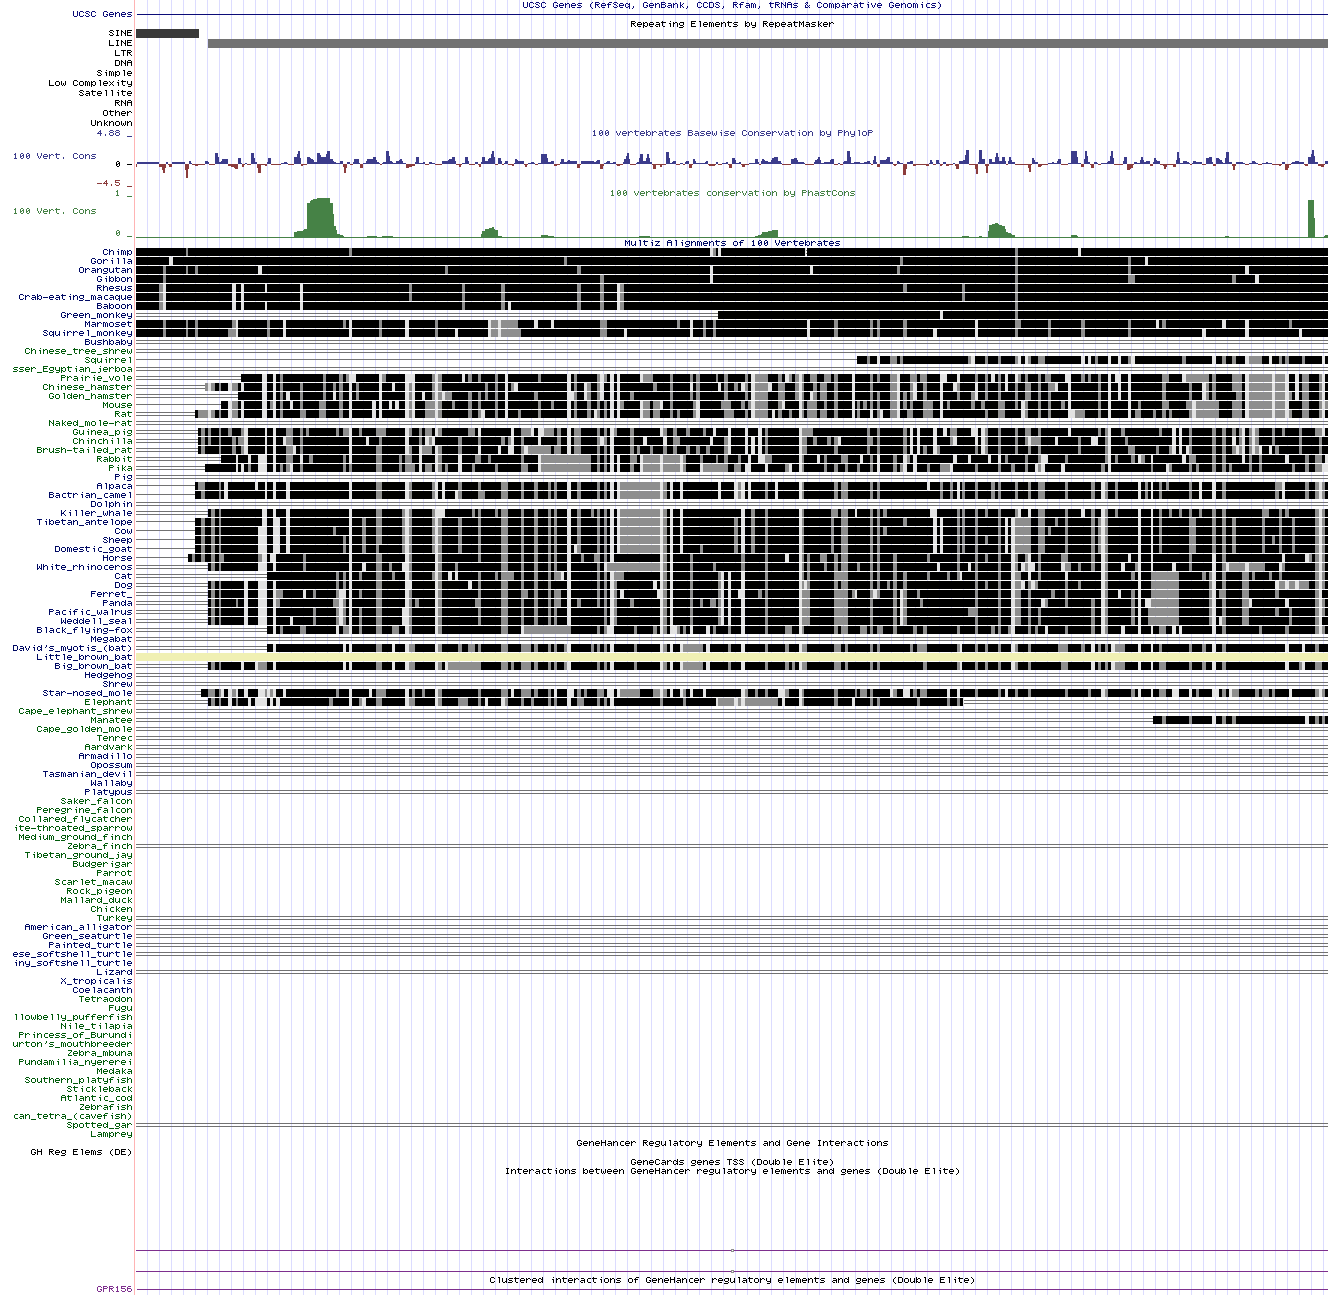 UCSC Genes (RefSeq, GenBank, CCDS, Rfam, tRNAs & Comparative Genomics)
UCSC Genes
Repeating Elements by RepeatMasker
SINE
LINE
LTR
DNA
Simple
Low Complexity
Satellite
RNA
Other
Unknown
4.88 _
100 vertebrates Basewise Conservation by PhyloP
100 Vert. Cons
0 _
-4.5 _
100 vertebrates conservation by PhastCons
1 _
100 Vert. Cons
0 _
Multiz Alignments of 100 Vertebrates
Chimp
Gorilla
Orangutan
Gibbon
Rhesus
Crab-eating_macaque
Baboon
Green_monkey
Marmoset
Squirrel_monkey
Bushbaby
Chinese_tree_shrew
Squirrel
sser_Egyptian_jerboa
Prairie_vole
Chinese_hamster
Golden_hamster
Mouse
Rat
Naked_mole-rat
Guinea_pig
Chinchilla
Brush-tailed_rat
Rabbit
Pika
Pig
Alpaca
Bactrian_camel
Dolphin
Killer_whale
Tibetan_antelope
Cow
Sheep
Domestic_goat
Horse
White_rhinoceros
Cat
Dog
Ferret_
Panda
Pacific_walrus
Weddell_seal
Black_flying-fox
Megabat
David's_myotis_(bat)
Little_brown_bat
Big_brown_bat
Hedgehog
Shrew
Star-nosed_mole
Elephant
Cape_elephant_shrew
Manatee
Cape_golden_mole
Tenrec
Aardvark
Armadillo
Opossum
Tasmanian_devil
Wallaby
Platypus
Saker_falcon
Peregrine_falcon
Collared_flycatcher
ite-throated_sparrow
Medium_ground_finch
Zebra_finch
Tibetan_ground_jay
Budgerigar
Parrot
Scarlet_macaw
Rock_pigeon
Mallard_duck
Chicken
Turkey
American_alligator
Green_seaturtle
Painted_turtle
ese_softshell_turtle
iny_softshell_turtle
Lizard
X_tropicalis
Coelacanth
Tetraodon
Fugu
llowbelly_pufferfish
Nile_tilapia
Princess_of_Burundi
urton's_mouthbreeder
Zebra_mbuna
Pundamilia_nyererei
Medaka
Southern_platyfish
Stickleback
Atlantic_cod
Zebrafish
can_tetra_(cavefish)
Spotted_gar
Lamprey
GeneHancer Regulatory Elements and Gene Interactions
GH Reg Elems (DE)
GeneCards genes TSS (Double Elite)
Interactions between GeneHancer regulatory elements and genes (Double Elite)
Clustered interactions of GeneHancer regulatory elements and genes (Double Elite)
GPR156